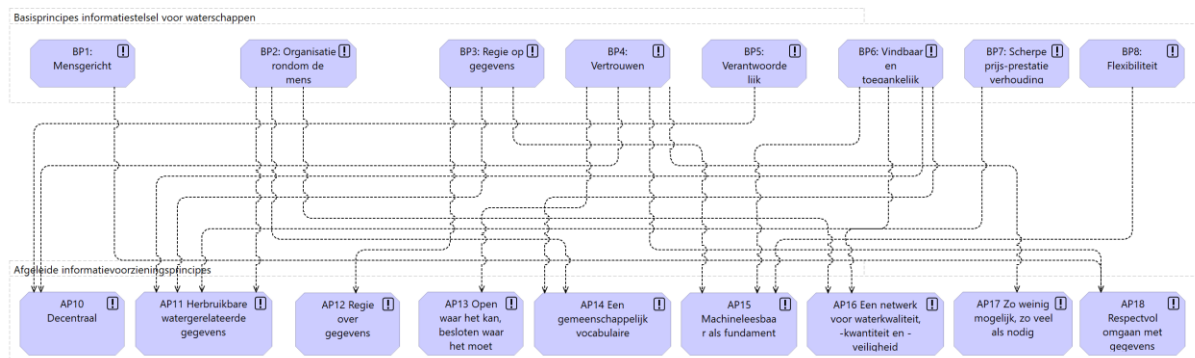 Basisprincipes informatiestelsel voor waterschappen
BP1:
Mensgericht
BP2: Organisatie
rondom de
mens
BP3: Regie op
gegevens
BP4:
Vertrouwen
BP5:
Verantwoorde
lijk
BP6: Vindbaar
en
toegankelijk
BP7: Scherpe
prijs-prestatie
verhouding
BP8:
Flexibiliteit
Afgeleide informatievoorzieningsprincipes
AP10
Decentraal
AP11 Herbruikbare
watergerelateerde
gegevens
AP12 Regie
over
gegevens
AP13 Open
waar het kan,
besloten waar
het moet
AP14 Een
gemeenschappelijk
vocabulaire
AP15
Machineleesbaa
r als fundament
AP16 Een netwerk
voor waterkwaliteit,
-kwantiteit en -
veiligheid
AP17 Zo weinig
mogelijk, zo veel
als nodig
AP18
Respectvol
omgaan met
gegevens